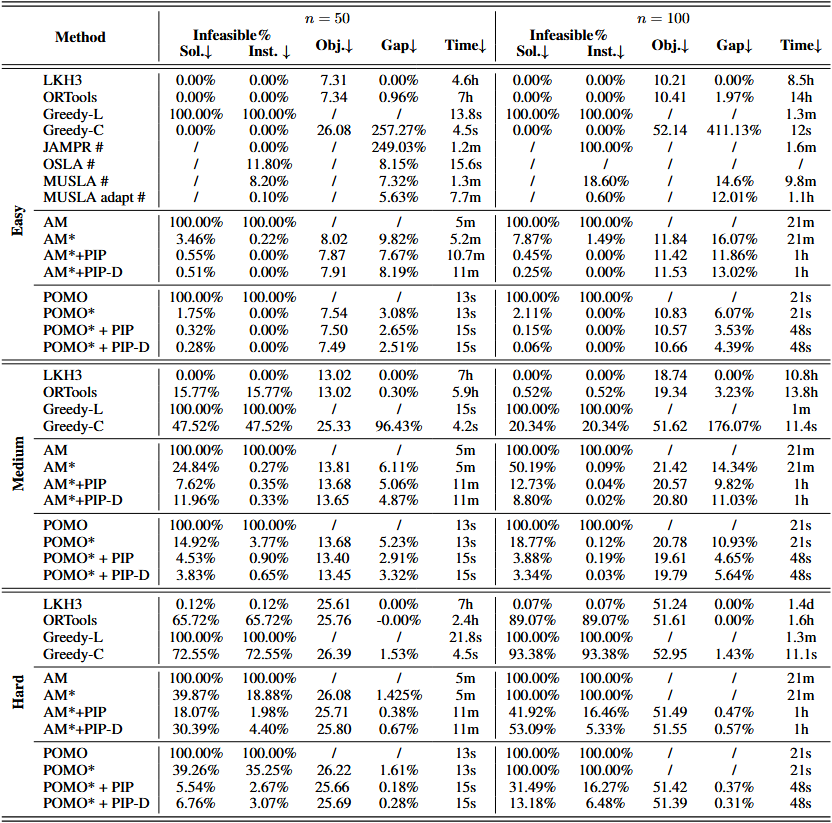 n = 50 n = 100
Method Infeasible% Obj.↓ Gap↓ Time↓ Infeasible% Obj.↓ Gap↓ Time↓
Sol.↓ Inst. ↓ Sol.↓ Inst.↓
Easy
LKH3 0.00% 0.00% 7.31 0.00% 4.6h 0.00% 0.00% 10.21 0.00% 8.5h
ORTools 0.00% 0.00% 7.34 0.96% 7h 0.00% 0.00% 10.41 1.97% 14h
Greedy-L 100.00% 100.00% / / 13.8s 100.00% 100.00% / / 1.3m
Greedy-C 0.00% 0.00% 26.08 257.27% 4.5s 0.00% 0.00% 52.14 411.13% 12s
JAMPR # / 0.00% 249.03% 1.2m / 100.00% / 1.6m
OSLA # / 11.80% 8.15% 15.6s / / / /
MUSLA # / 8.20% 7.32% 1.3m / 18.60% 14.6% 9.8m
MUSLA adapt # / 0.10% 5.63% 7.7m / 0.60% 12.01% 1.1h
AM 100.00% 100.00% / / 5m 100.00% 100.00% / / 21m
AM* 3.46% 0.22% 8.02 9.82% 5.2m 7.87% 1.49% 11.84 16.07% 21m
AM*+PIP 0.55% 0.00% 7.87 7.67% 10.7m 0.45% 0.00% 11.42 11.86% 1h
AM*+PIP-D 0.51% 0.00% 7.91 8.19% 11m 0.25% 0.00% 11.53 13.02% 1h
POMO 100.00% 100.00% / / 13s 100.00% 100.00% / / 21s
POMO* 1.75% 0.00% 7.54 3.08% 13s 2.11% 0.00% 10.83 6.07% 21s
POMO* + PIP 0.32% 0.00% 7.50 2.65% 15s 0.15% 0.00% 10.57 3.53% 48s
POMO* + PIP-D 0.28% 0.00% 7.49 2.51% 15s 0.06% 0.00% 10.66 4.39% 48s
Medium
LKH3 0.00% 0.00% 13.02 0.00% 7h 0.00% 0.00% 18.74 0.00% 10.8h
ORTools 15.77% 15.77% 13.02 0.30% 5.9h 0.52% 0.52% 19.34 3.23% 13.8h
Greedy-L 100.00% 100.00% / / 15s 100.00% 100.00% / / 1m
Greedy-C 47.52% 47.52% 25.33 96.43% 4.2s 20.34% 20.34% 51.62 176.07% 11.4s
AM 100.00% 100.00% / / 5m 100.00% 100.00% / / 21m
AM* 24.84% 0.27% 13.81 6.11% 5m 50.19% 0.09% 21.42 14.34% 21m
AM*+PIP 7.62% 0.35% 13.68 5.06% 11m 12.73% 0.04% 20.57 9.82% 1h
AM*+PIP-D 11.96% 0.33% 13.65 4.87% 11m 8.80% 0.02% 20.80 11.03% 1h
POMO 100.00% 100.00% / / 13s 100.00% 100.00% / / 21s
POMO* 14.92% 3.77% 13.68 5.23% 13s 18.77% 0.12% 20.78 10.93% 21s
POMO* + PIP 4.53% 0.90% 13.40 2.91% 15s 3.88% 0.19% 19.61 4.65% 48s
POMO* + PIP-D 3.83% 0.65% 13.45 3.32% 15s 3.34% 0.03% 19.79 5.64% 48s
Hard
LKH3 0.12% 0.12% 25.61 0.00% 7h 0.07% 0.07% 51.24 0.00% 1.4d
ORTools 65.72% 65.72% 25.76 -0.00% 2.4h 89.07% 89.07% 51.61 0.00% 1.6h
Greedy-L 100.00% 100.00% / / 21.8s 100.00% 100.00% / / 1.3m
Greedy-C 72.55% 72.55% 26.39 1.53% 4.5s 93.38% 93.38% 52.95 1.43% 11.1s
AM 100.00% 100.00% / / 5m 100.00% 100.00% / / 21m
AM* 39.87% 18.88% 26.08 1.425% 5m 100.00% 100.00% / / 21m
AM*+PIP 18.07% 1.98% 25.71 0.38% 11m 41.92% 16.46% 51.49 0.47% 1h
AM*+PIP-D 30.39% 4.40% 25.80 0.67% 11m 53.09% 5.33% 51.55 0.57% 1h
POMO 100.00% 100.00% / / 13s 100.00% 100.00% / / 21s
POMO* 39.26% 35.25% 26.22 1.61% 13s 100.00% 100.00% / / 21s
POMO* + PIP 5.54% 2.67% 25.66 0.18% 15s 31.49% 16.27% 51.42 0.37% 48s
POMO* + PIP-D 6.76% 3.07% 25.69 0.28% 15s 13.18% 6.48% 51.39 0.31% 48s